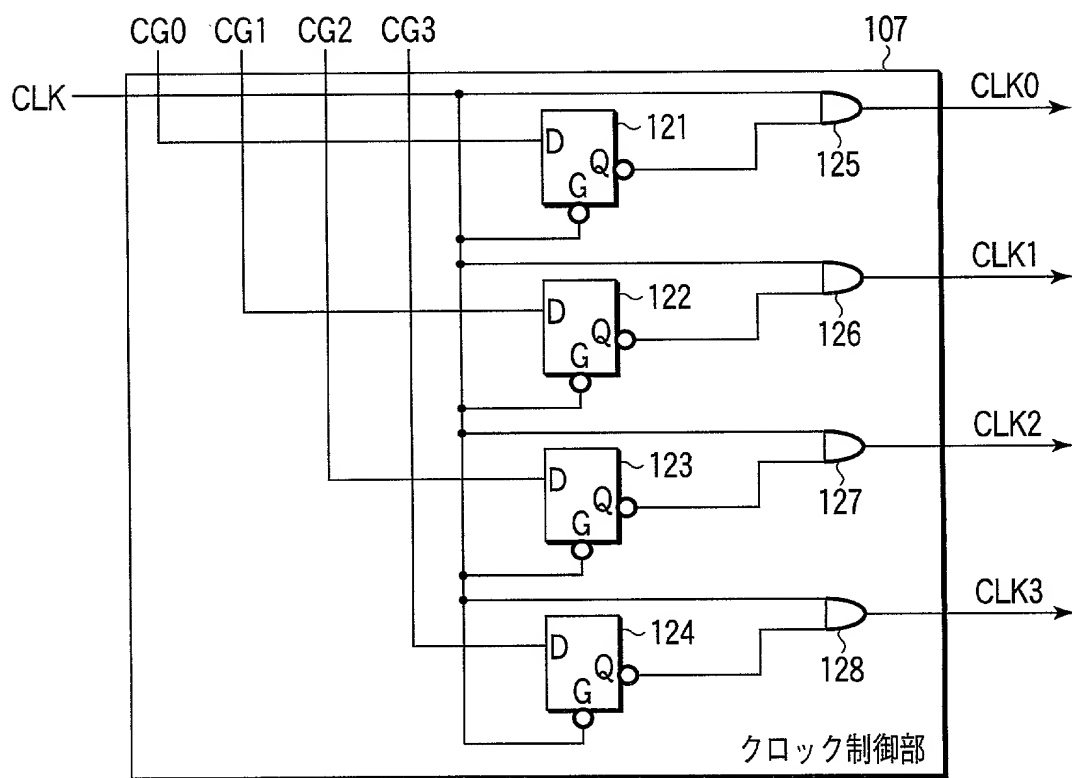 CG0 CG1 CG2 CG3
107
CLK
CLK0
D
Q
G
121
125
CLK1
D
Q
G
122
126
CLK2
D
Q
G
123
127
CLK3
D
Q
G
124
128
クロック制御部